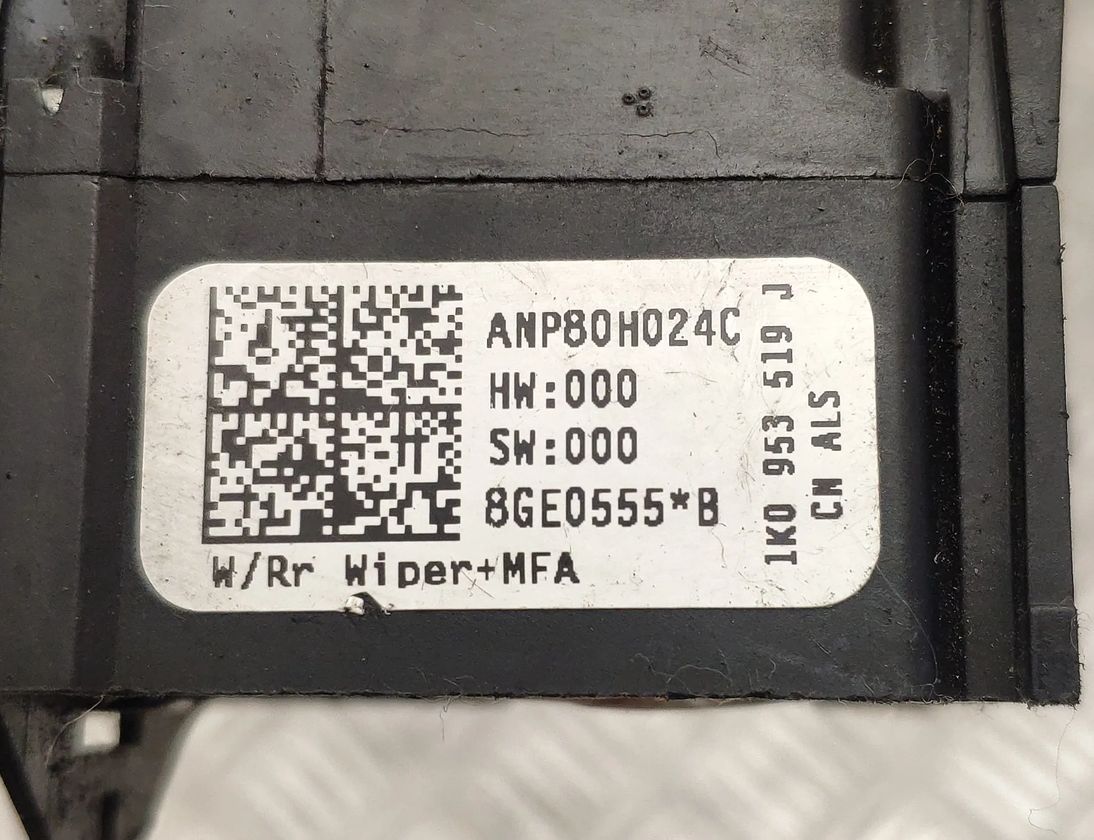 ANP80H024C
HW:000
SW:000
8GE0555*B
W/Rr Wiper+MFA
1K0 953 519 J
CN ALS